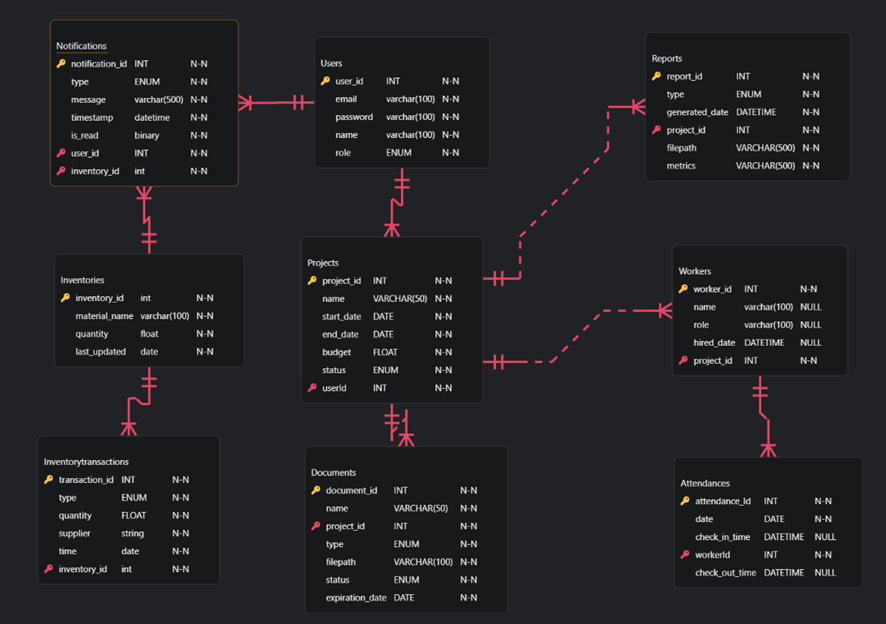 Notifications
notification_id INT N-N
type ENUM N-N
message varchar(500) N-N
timestamp datetime N-N
is_read binary N-N
user_id INT N-N
inventory_id int N-N
Users
user_id INT N-N
email varchar(100) N-N
password varchar(100) N-N
name varchar(100) N-N
role ENUM N-N
Reports
report_id INT N-N
type ENUM N-N
generated_date DATETIME N-N
project_id INT N-N
filepath VARCHAR(500) N-N
metrics VARCHAR(500) N-N
Inventories
inventory_id int N-N
material_name varchar(100) N-N
quantity float N-N
last_updated date N-N
Projects
project_id INT N-N
name VARCHAR(50) N-N
start_date DATE N-N
end_date DATE N-N
budget FLOAT N-N
status ENUM N-N
userId INT N-N
Workers
worker_id INT N-N
name varchar(100) NULL
role varchar(100) NULL
hired_date DATETIME NULL
project_id INT N-N
Inventorytransactions
transaction_id INT N-N
type ENUM N-N
quantity FLOAT N-N
supplier string N-N
time date N-N
inventory_id int N-N
Documents
document_id INT N-N
name VARCHAR(50) N-N
project_id INT N-N
type ENUM N-N
filepath VARCHAR(100) N-N
status ENUM N-N
expiration_date DATE N-N
Attendances
attendance_Id INT N-N
date DATE N-N
check_in_time DATETIME NULL
workerId INT N-N
check_out_time DATETIME NULL